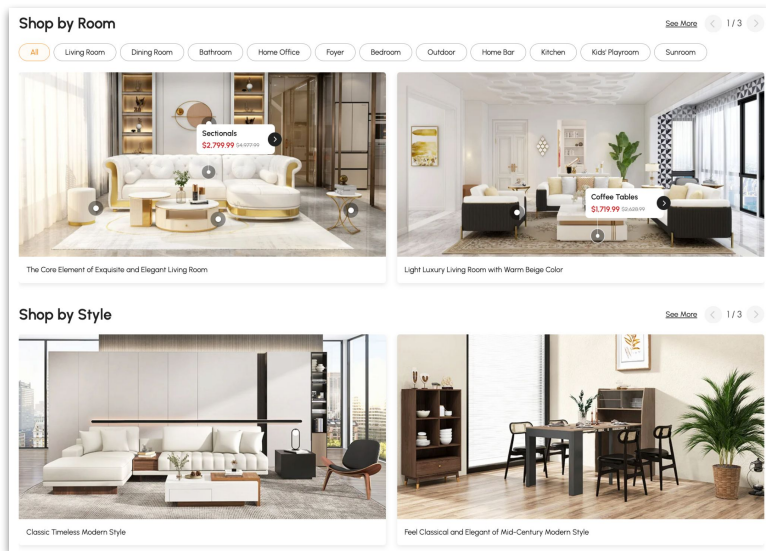 Shop by Room
See More
1 / 3
All
Living Room
Dining Room
Bathroom
Home Office
Foyer
Bedroom
Outdoor
Home Bar
Kitchen
Kids' Playroom
Sunroom
Sectionals
$2,799.99 $4,977.99
Coffee Tables
$1,719.99
The Core Element of Exquisite and Elegant Living Room
Light Luxury Living Room with Warm Beige Color
Shop by Style
See More
1 / 3
Classic Timeless Modern Style
Feel Classical and Elegant of Mid-Century Modern Style